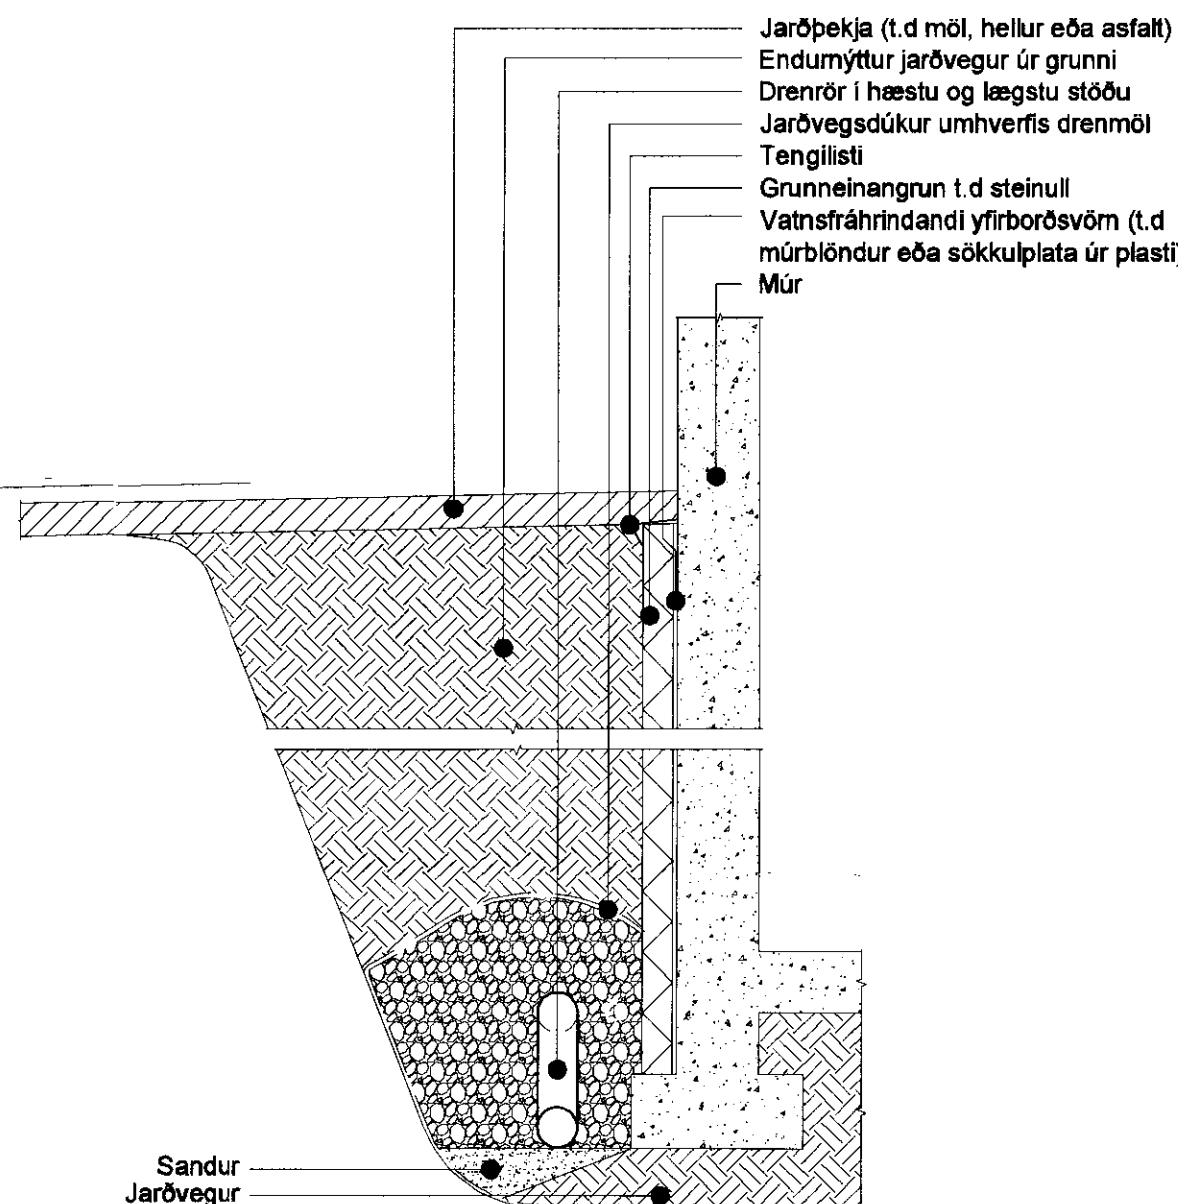 Jarðþekja (t.d möl, hellur eða asfalt)
Endurnýttur jarðvegur úr grunni
Drenrör í hæstu og lægstu stöðu
Jarðvegsdúkur umhverfis drenmöl
Tengilisti
Grunneinangrun t.d steinull
Vatnsfráhrindandi yfirborðsvörn (t.d
múrblöndur eða sökkulplata úr plasti)
Múr
Sandur
Jarðvegur